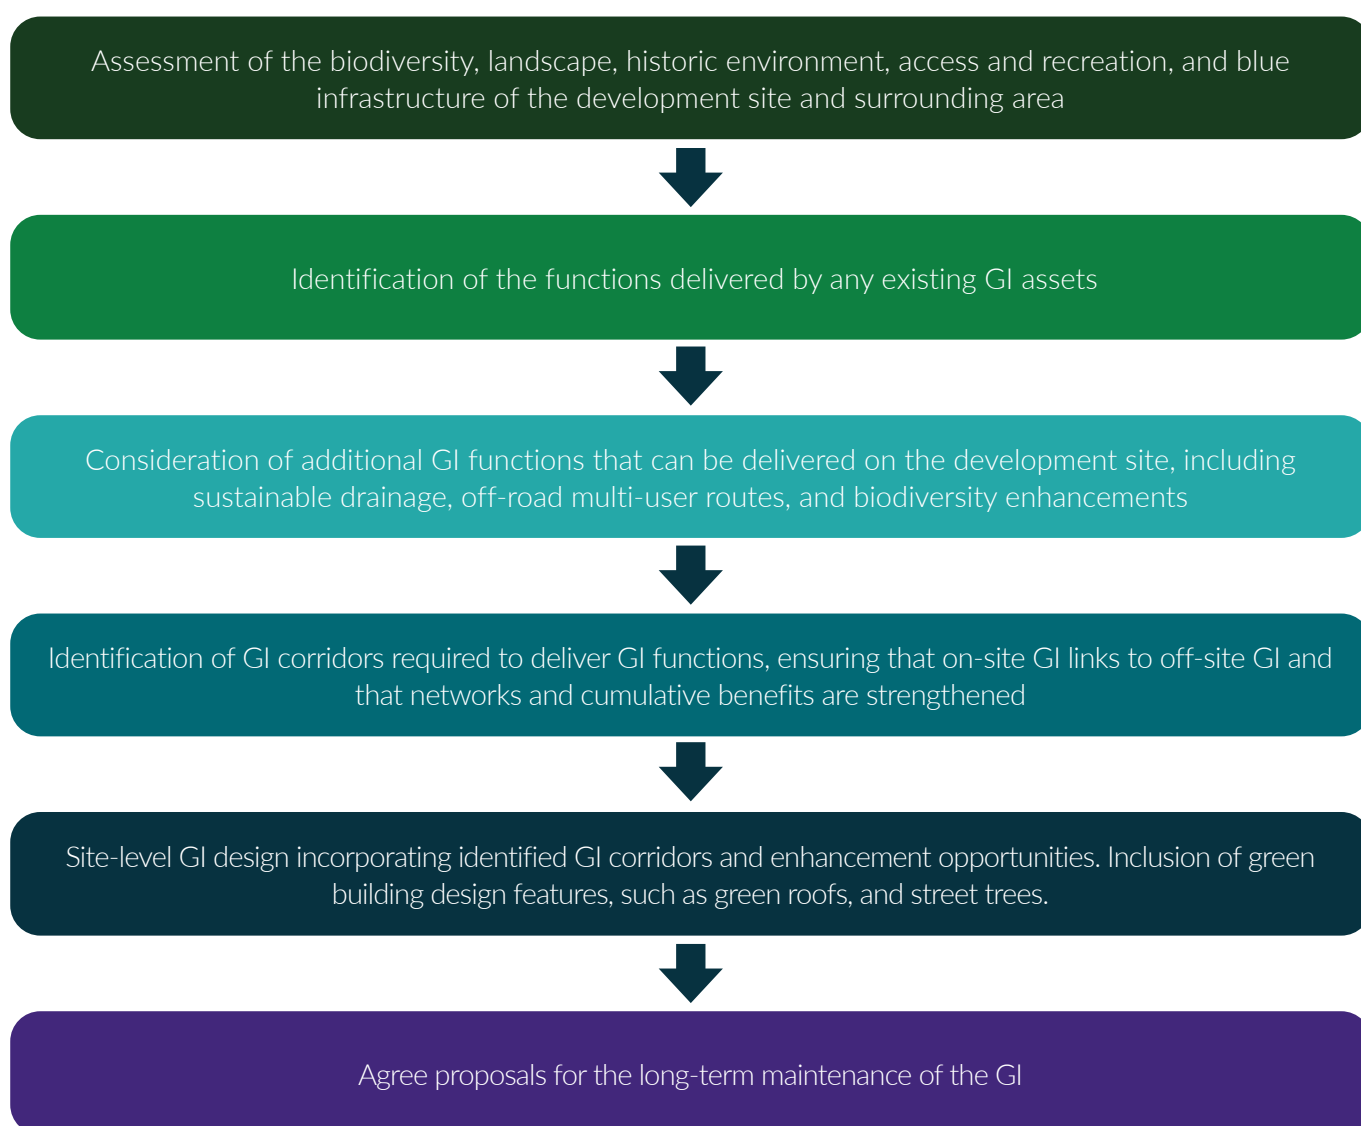 Assessment of the biodiversity, landscape, historic environment, access and recreation, and blue
infrastructure of the development site and surrounding area
Identification of the functions delivered by any existing GI assets
Consideration of additional GI functions that can be delivered on the development site, including
sustainable drainage, off-road multi-user routes, and biodiversity enhancements
Identification of GI corridors required to deliver GI functions, ensuring that on-site GI links to off-site GI and
that networks and cumulative benefits are strengthened
Site-level GI design incorporating identified GI corridors and enhancement opportunities. Inclusion of green
building design features, such as green roofs, and street trees.
Agree proposals for the long-term maintenance of the GI